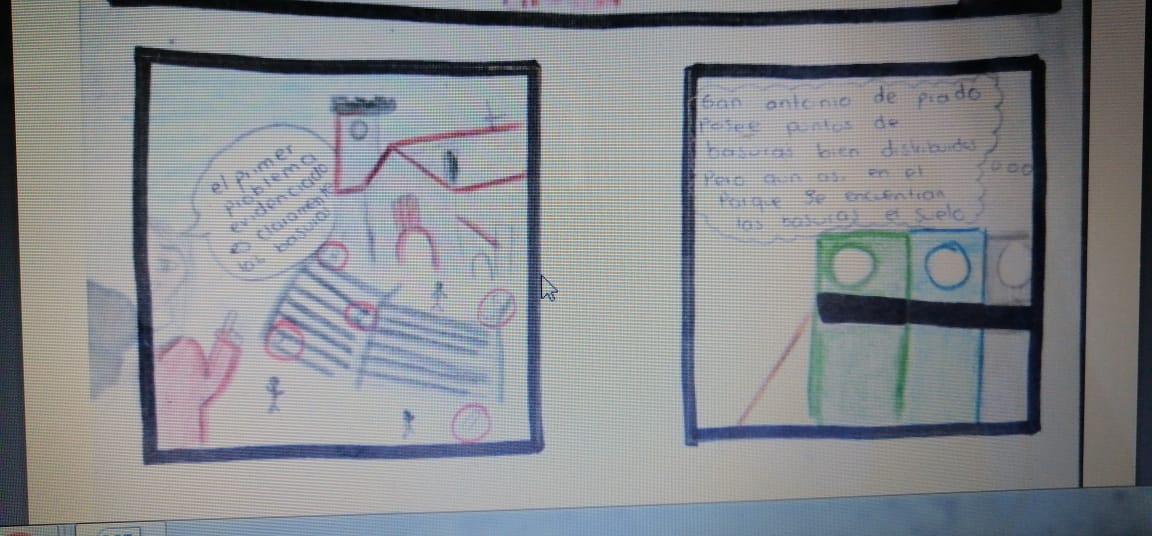 el primer
problema
evidenciado
es claramente
las basuras
San antonio de prado
Posee puntos de
basuras bien distribuidos
Pero aun asi en el
Parque se encuentran
las basuras el suelo